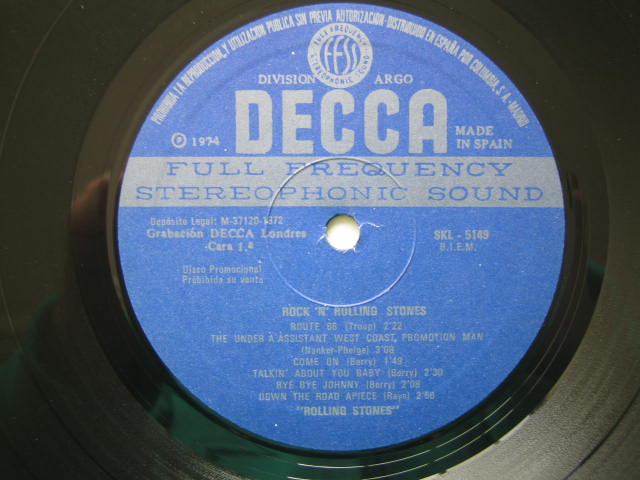 PROHIBIDA LA REPRODUCCION, Y UTILIZACION PUBLICA SIN PREVIA AUTORIZACION-DISTRIBUIDO EN ESPAÑA POR COLUMBIA, S. A.-MADRID
FULL FREQUENCY
FFSS
STEREOPHONIC SOUND
DIVISION ARGO
DECCA
Ⓟ 1974
MADE
IN SPAIN
FULL FREQUENCY
STEREOPHONIC SOUND
Depósito Legal: M-37120-1972
Grabación DECCA Londres
Cara 1.ª
SKL - 5149
B.I.E.M.
Disco Promocional
Prohibida su venta
ROCK 'N' ROLLING STONES
ROUTE 66 (Troup) 2'22
THE UNDER A'ASSISTANT WEST COAST, PROMOTION MAN
(Nanker-Phelge) 3'08
COME ON (Berry) 1'49
TALKIN' ABOUT YOU BABY (Berry) 2'30
BYE BYE JOHNNY (Berry) 2'08
DOWN THE ROAD APIECE (Raye) 2'56
"ROLLING STONES"